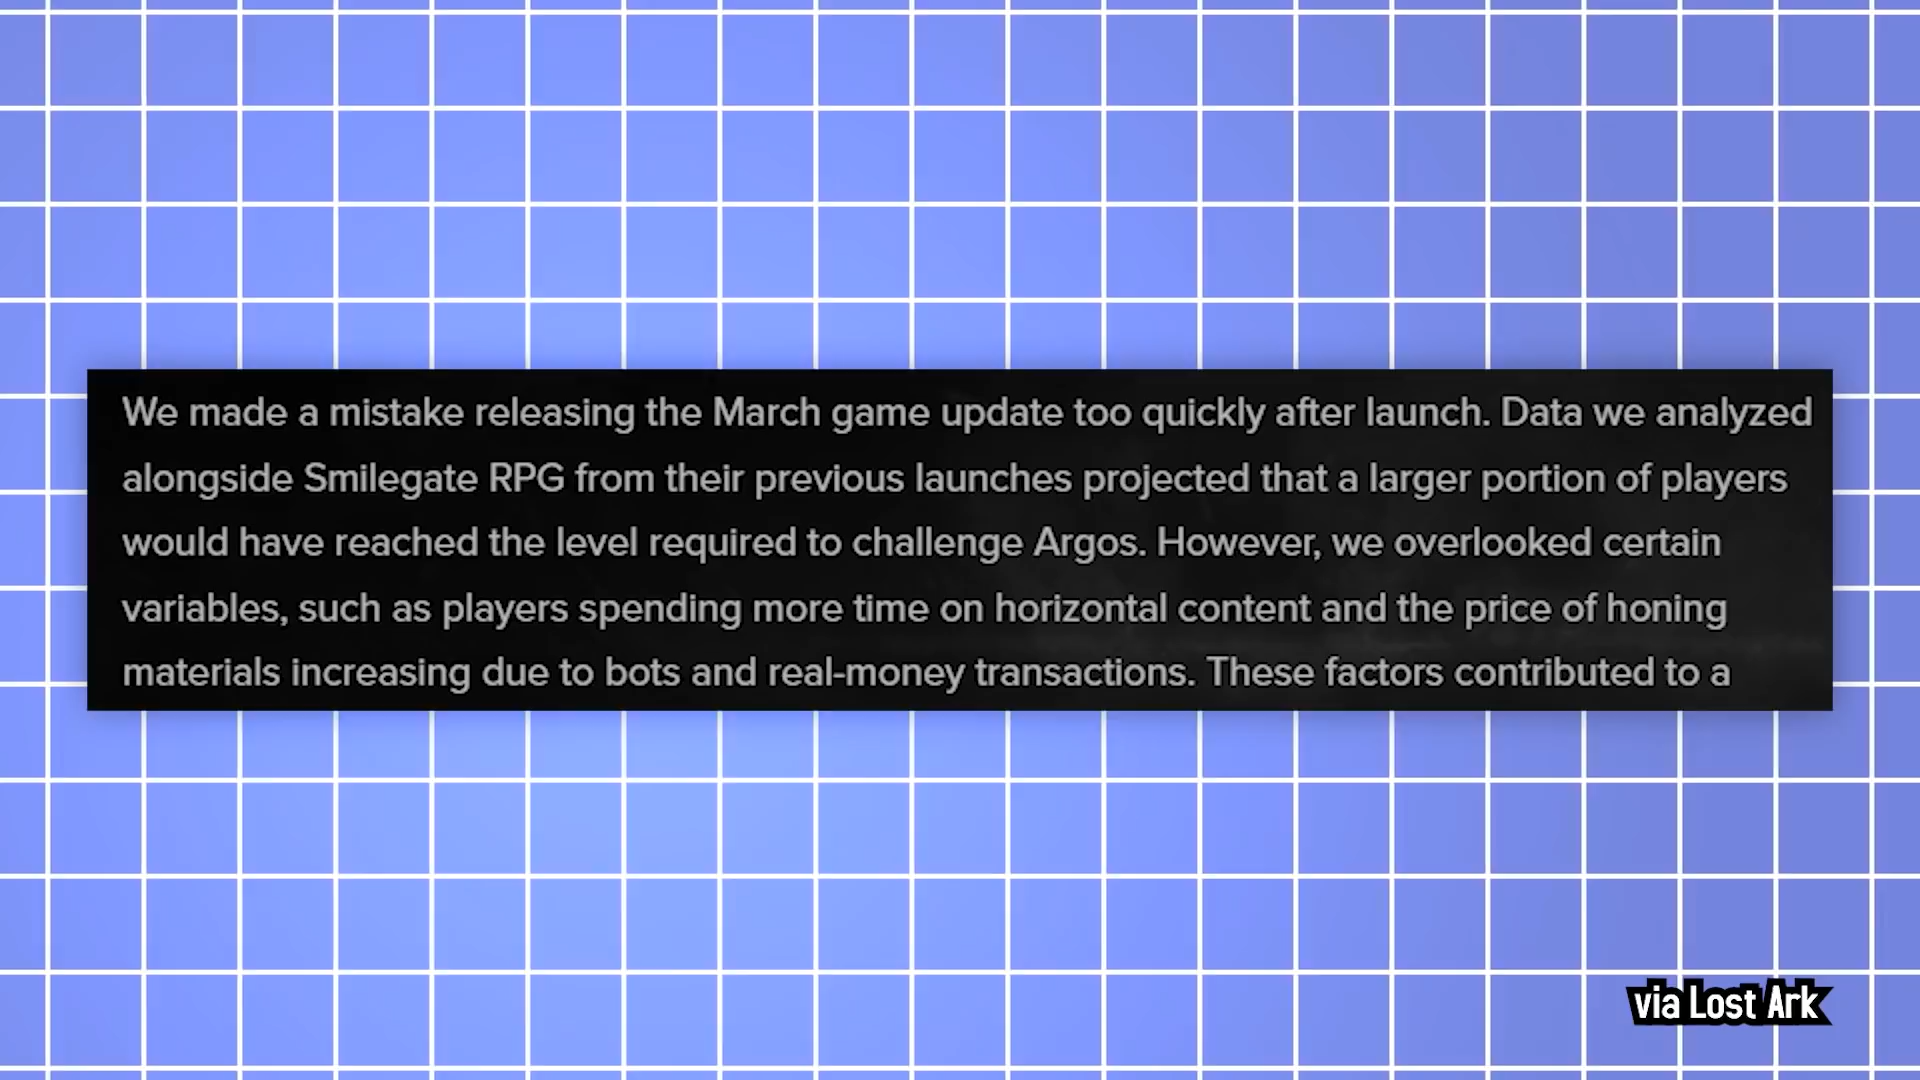 We made a mistake releasing the March game update too quickly after launch. Data we analyzed
alongside Smilegate RPG from their previous launches projected that a larger portion of players
would have reached the level required to challenge Argos. However, we overlooked certain
variables, such as players spending more time on horizontal content and the price of honing
materials increasing due to bots and real-money transactions. These factors contributed to a
via Lost Ark